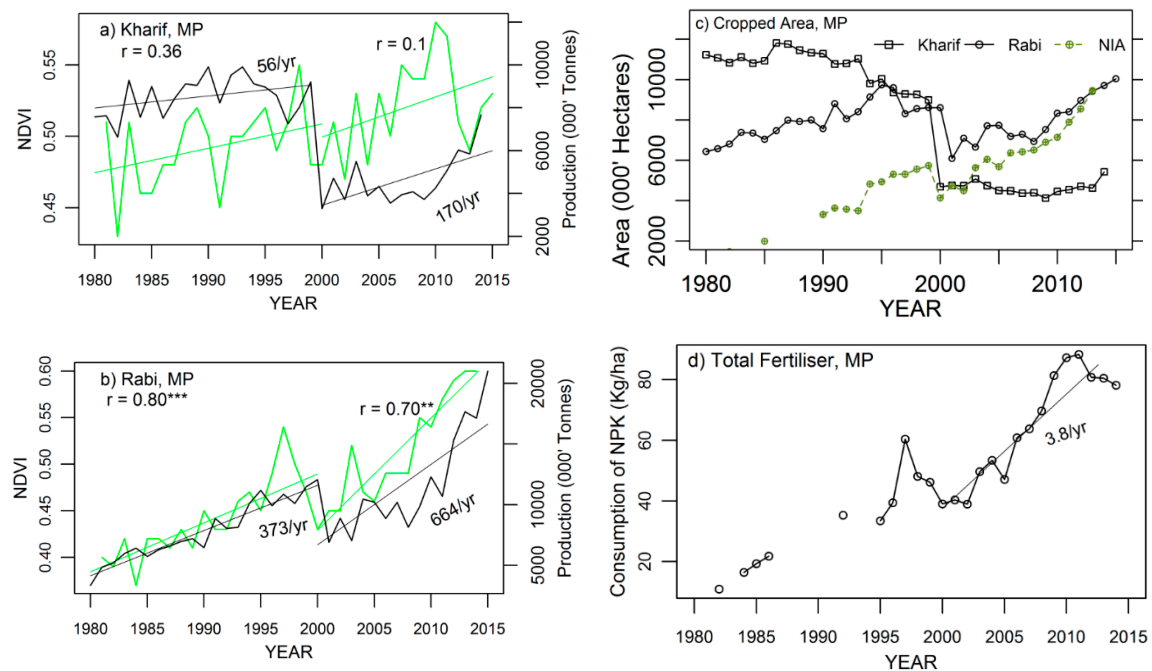 a) Kharif, MP
r = 0.36
56/yr
r = 0.1
170/yr
NDVI
0.55
0.50
0.45
Production (000' Tonnes)
10000
6000
2000
1980 1985 1990 1995 2000 2005 2010 2015
YEAR
c) Cropped Area, MP
Kharif Rabi NIA
Area (000' Hectares)
10000
6000
2000
1980 1990 2000 2010
YEAR
b) Rabi, MP
r = 0.80***
r = 0.70**
373/yr
664/yr
NDVI
0.60
0.55
0.50
0.45
0.40
Production (000' Tonnes)
20000
10000
5000
1980 1985 1990 1995 2000 2005 2010 2015
YEAR
d) Total Fertiliser, MP
3.8/yr
Consumption of NPK (Kg/ha)
80
60
40
20
1980 1985 1990 1995 2000 2005 2010 2015
YEAR